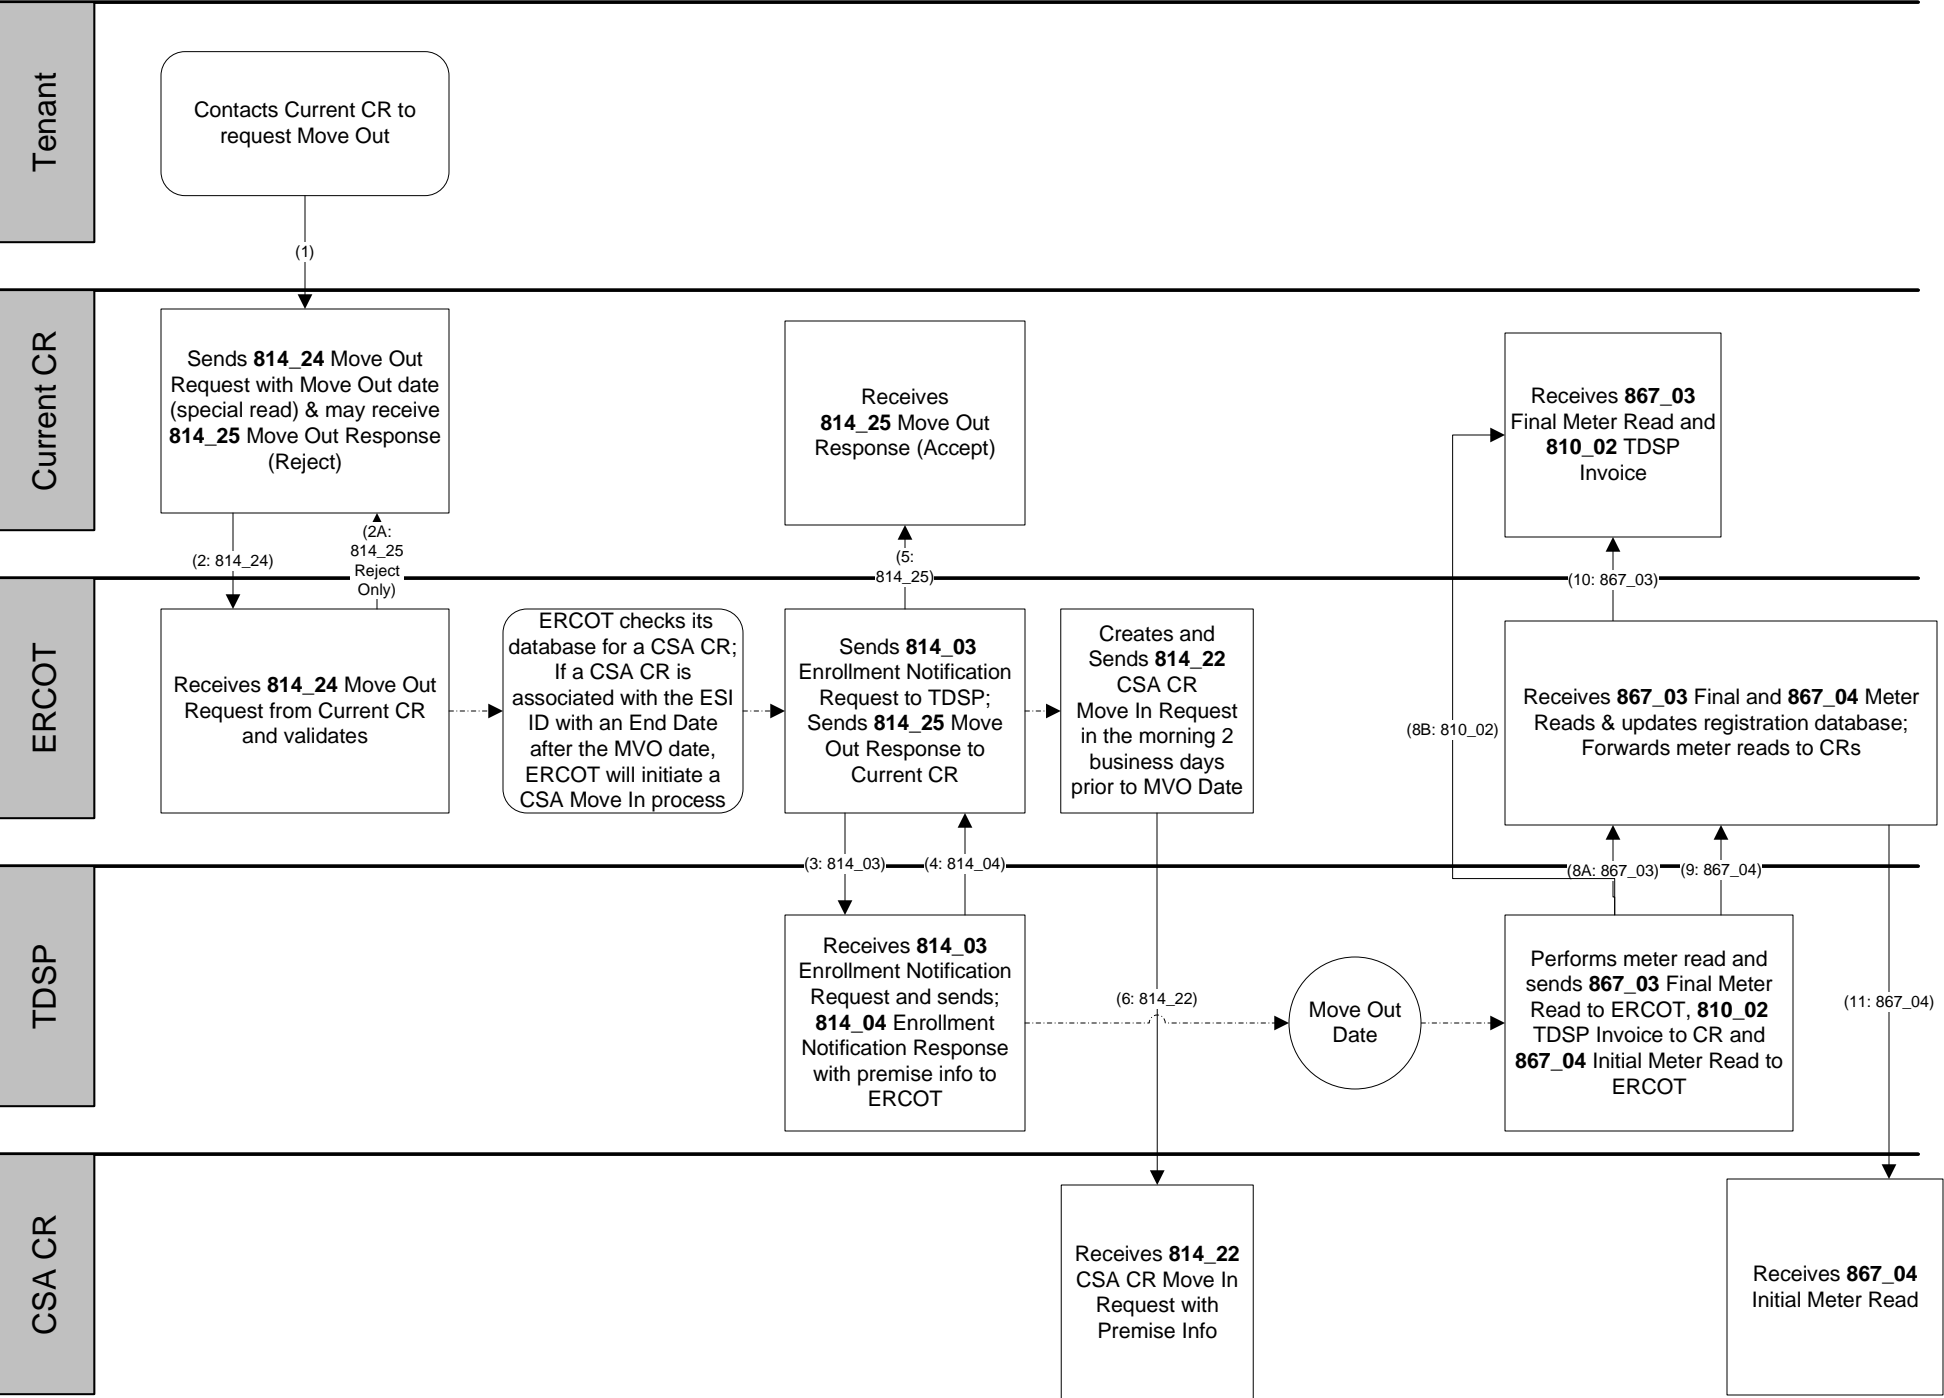 Tenant
Contacts Current CR to
request Move Out
(1)
Current CR
Sends 814_24 Move Out
Request with Move Out date
(special read) & may receive
814_25 Move Out Response
(Reject)
Receives
814_25 Move Out
Response (Accept)
Receives 867_03
Final Meter Read and
810_02 TDSP
Invoice
(2: 814_24)
(2A:
814_25
Reject
Only)
(5:
814_25)
(10: 867_03)
ERCOT
Receives 814_24 Move Out
Request from Current CR
and validates
ERCOT checks its
database for a CSA CR;
If a CSA CR is
associated with the ESI
ID with an End Date
after the MVO date,
ERCOT will initiate a
CSA Move In process
Sends 814_03
Enrollment Notification
Request to TDSP;
Sends 814_25 Move
Out Response to
Current CR
Creates and
Sends 814_22
CSA CR
Move In Request
in the morning 2
business days
prior to MVO Date
(8B: 810_02)
Receives 867_03 Final and 867_04 Meter
Reads & updates registration database;
Forwards meter reads to CRs
(3: 814_03)
(4: 814_04)
(8A: 867_03)
(9: 867_04)
TDSP
Receives 814_03
Enrollment Notification
Request and sends;
814_04 Enrollment
Notification Response
with premise info to
ERCOT
(6: 814_22)
Move Out
Date
Performs meter read and
sends 867_03 Final Meter
Read to ERCOT, 810_02
TDSP Invoice to CR and
867_04 Initial Meter Read to
ERCOT
(11: 867_04)
CSA CR
Receives 814_22
CSA CR Move In
Request with
Premise Info
Receives 867_04
Initial Meter Read